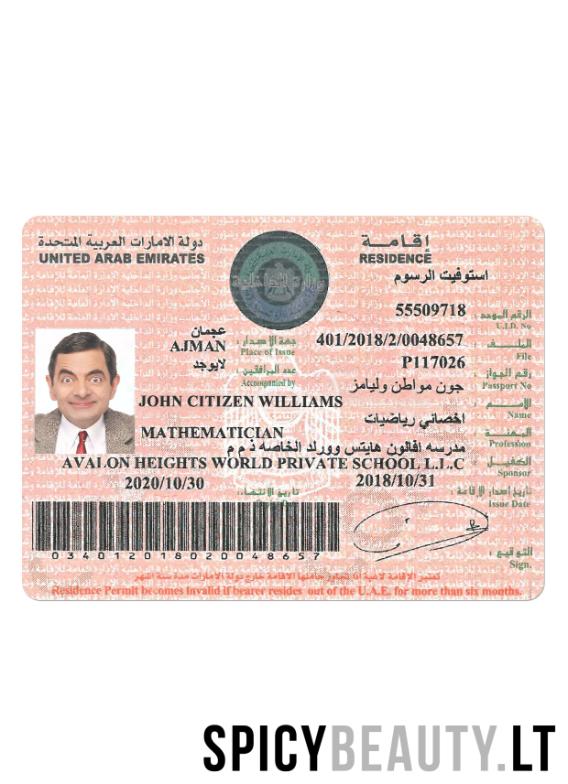 دولة الامارات العربية المتحدة
إقامة
UNITED ARAB EMIRATES
RESIDENCE
استوفيت الرسوم
55509718
الرقم الموحد:
U.I.D. No
عجمان
AJMAN
جهة الإصدار:
Place of Issue
401/2018/2/0048657
الملف:
File
لايوجد
عدد المرافقين:
Accompanied by
P117026
رقم الجواز:
Passport No
جون مواطن وليامز
JOHN CITIZEN WILLIAMS
الإسم:
Name
اخصائي رياضيات
MATHEMATICIAN
المهنة:
Profession
مدرسه افالون هايتس وورلد الخاصه ذ م م
AVALON HEIGHTS WORLD PRIVATE SCHOOL L.L.C
الكفيل:
Sponsor
2020/10/30
تاريخ الانتهاء:
2018/10/31
تاريخ إصدار الإقامة:
Issue Date
03401201802004865​7
التوقيع:
Sign.
تعتبر الإقامة لاغية اذا تجاوز حاملها الاقامة خارج دولة الامارات مدة ستة اشهر
Residence Permit becomes Invalid if bearer resides out of the U.A.E. for more than six months.
SPICYBEAUTY.LT